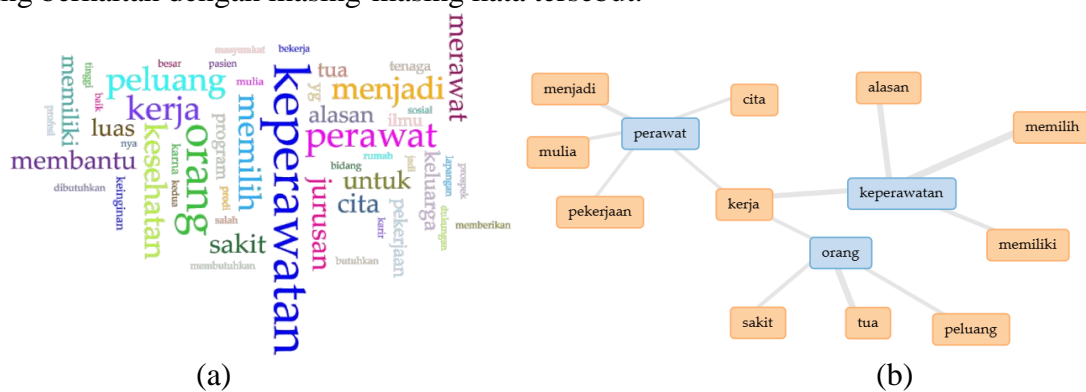 ng berkaitan dengan masing-masing kata tersebut.
masyarakat
bekerja
merawat
memiliki
tinggi
besar
pasien
peluang
mulia
keperawatan
tua
tenaga
menjadi
yg
baik
profesi
kerja
luas
nya
membantu
dibutuhkan
keinginan
kesehatan
karna
kedua
orang
program
prodi
memilih
salah
sakit
membutuhkan
alasan
ilmu
sosial
perawat
rumah
jadi
bidang
jurusan
untuk
cita
karir
pekerjaan
butuhkan
keluarga
lapangan
dukungan
prospek
memberikan
menjadi
cita
alasan
memilih
perawat
mulia
pekerjaan
kerja
keperawatan
memiliki
orang
sakit
tua
peluang
(a)
(b)